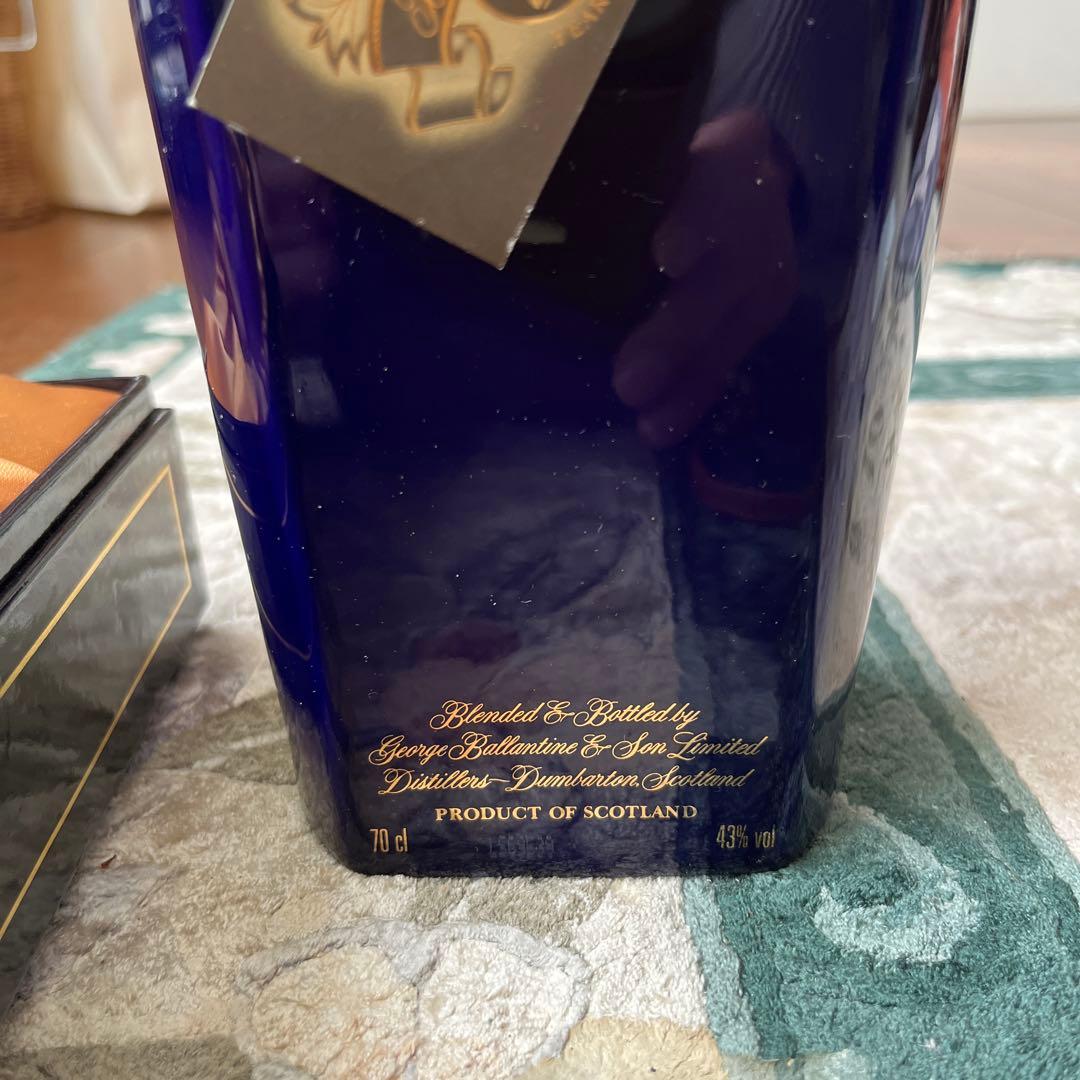 Blended & Bottled by
George Ballantine & Son Limited
Distillers—Dumbarton, Scotland
PRODUCT OF SCOTLAND
70 cl 43% vol